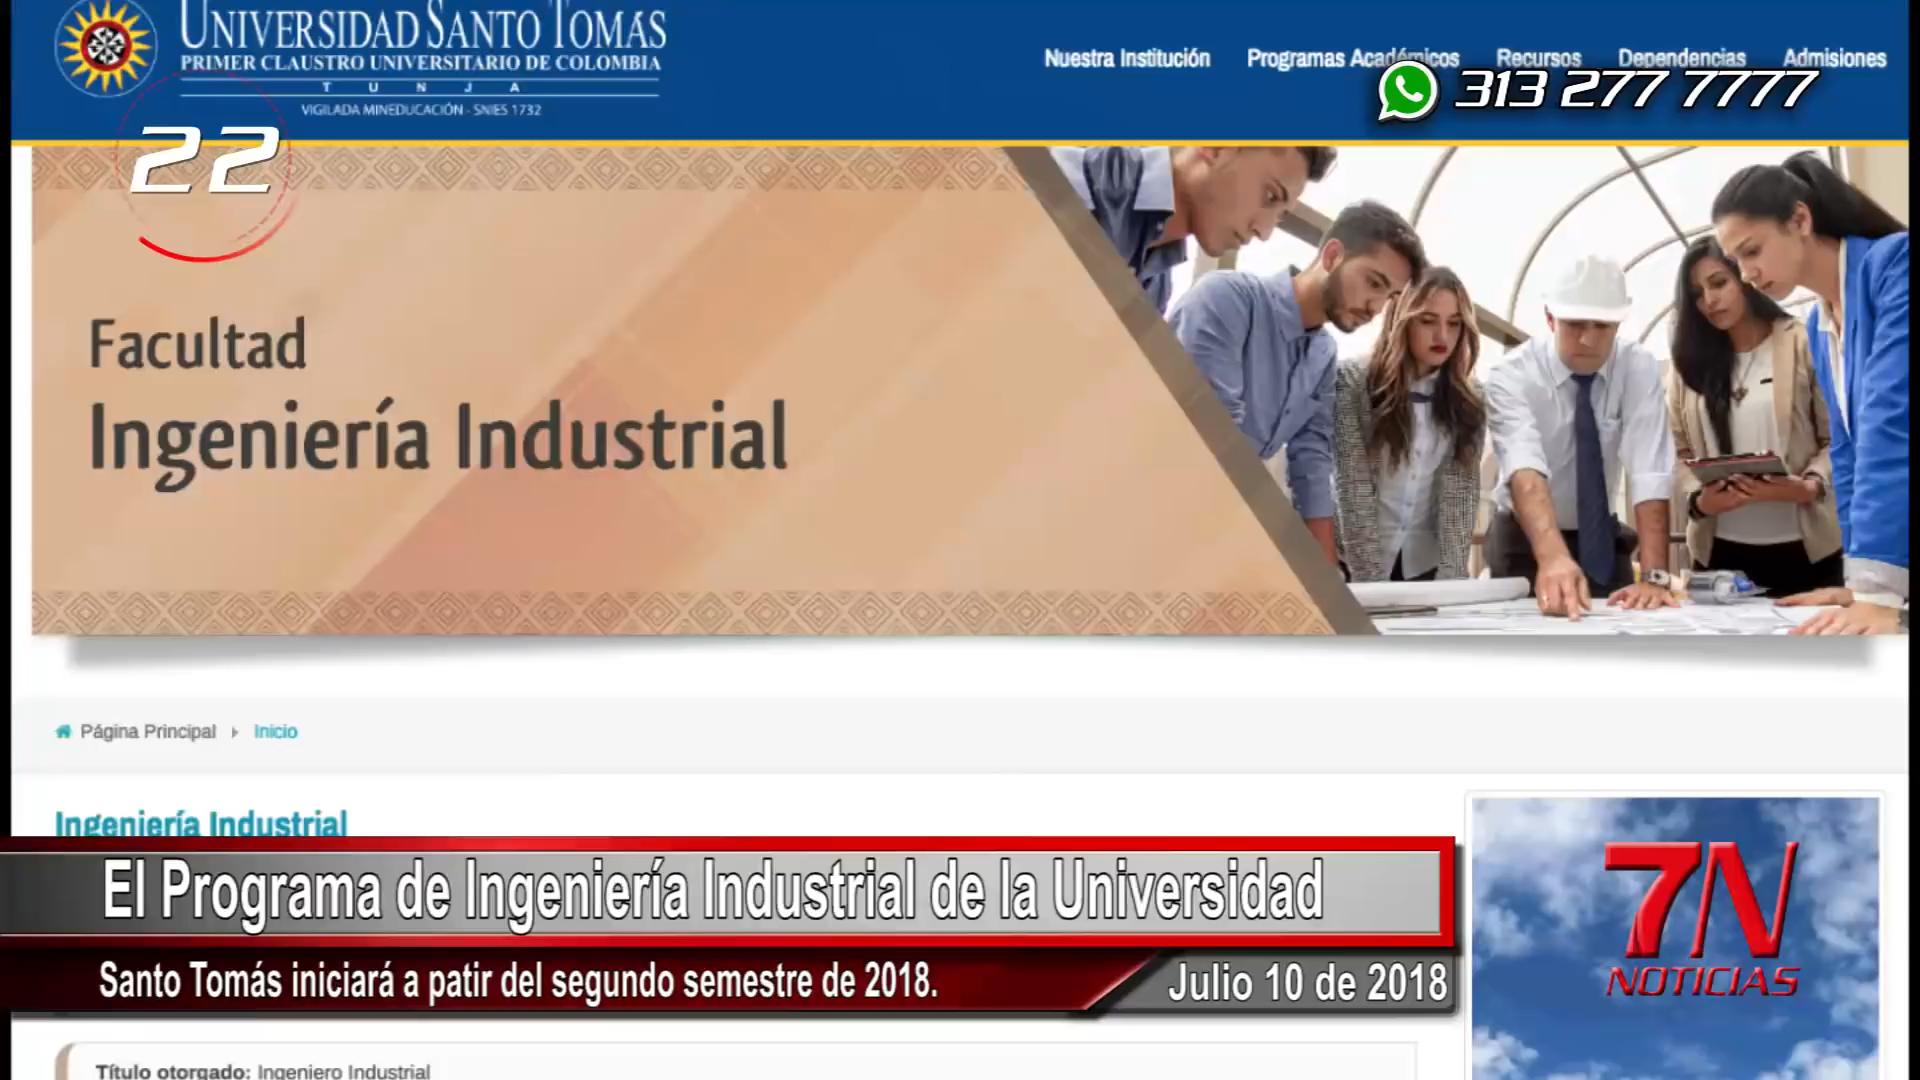 UNIVERSIDAD SANTO TOMÁS
PRIMER CLAUSTRO UNIVERSITARIO DE COLOMBIA
TUNJA
VIGILADA MINEDUCACIÓN - SNIES 1732
Nuestra Institución Programas Académicos Recursos Dependencias Admisiones
313 277 7777
22
Facultad
Ingeniería Industrial
Página Principal Inicio
Ingeniería Industrial
El Programa de Ingeniería Industrial de la Universidad
Santo Tomás iniciará a patir del segundo semestre de 2018.
Julio 10 de 2018
7N
NOTICIAS
Título otorgado: Ingeniero Industrial